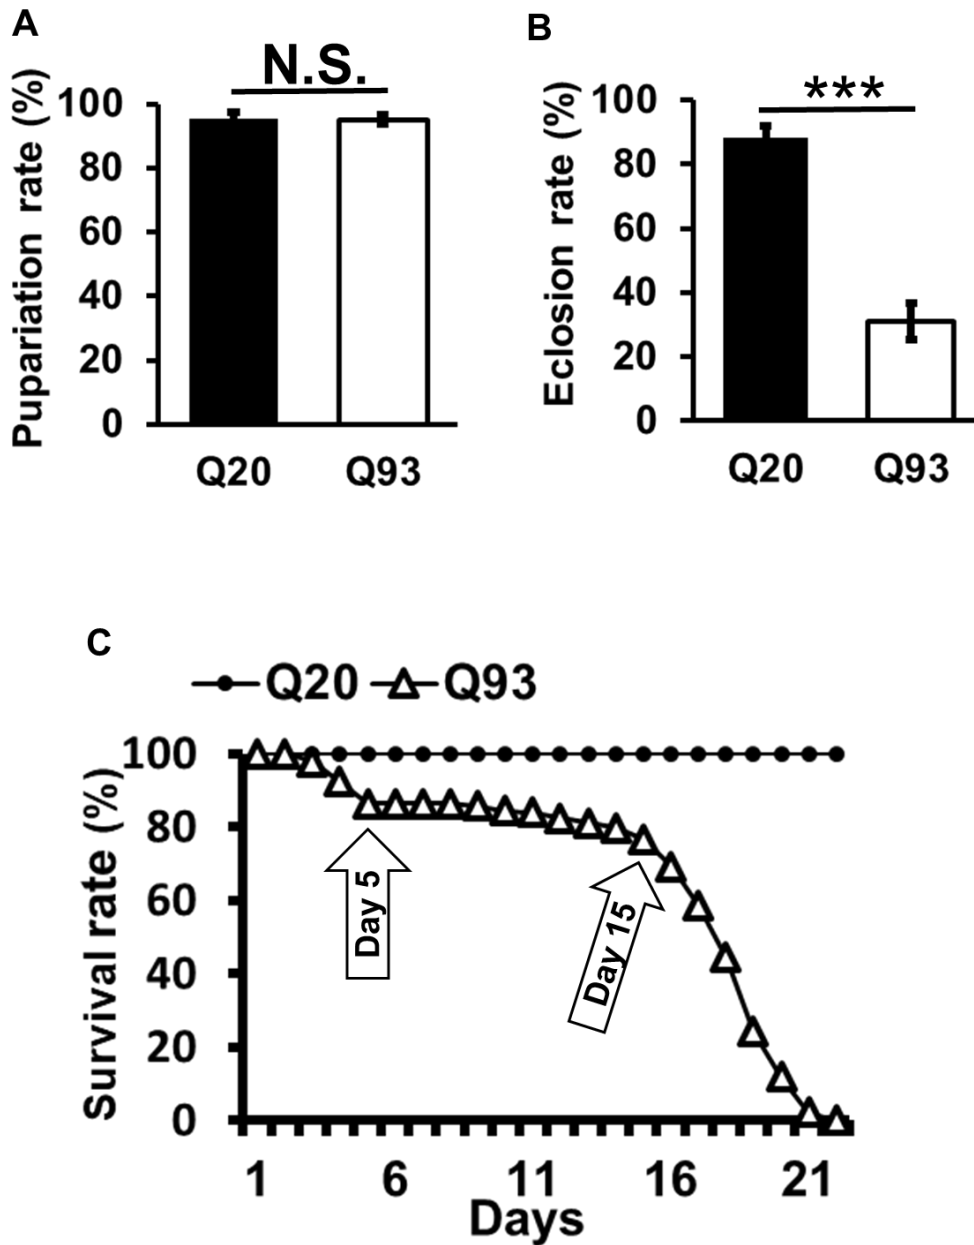 A
N.S.
Pupariation rate (%)
100
80
60
40
20
0
Q20 Q93
B
***
Eclosion rate (%)
100
80
60
40
20
0
Q20 Q93
C
Q20 Q93
Survival rate (%)
100
80
60
40
20
0
Day 5
Day 15
1 6 11 16 21
Days